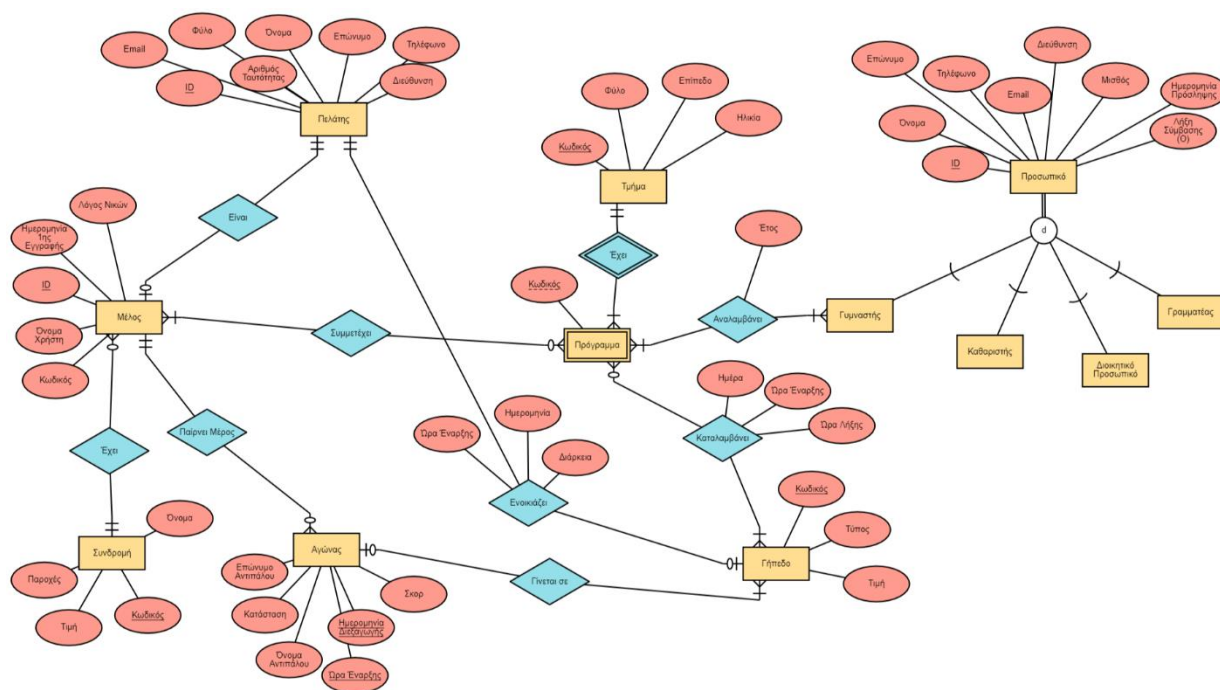 Φύλο
Όνομα
Επώνυμο
Τηλέφωνο
Email
Αριθμός
Ταυτότητας
Διεύθυνση
ID
Πελάτης
Είναι
Λόγος Νικών
Ημερομηνία
1ης
Εγγραφής
ID
Όνομα
Χρήστη
Κωδικός
Μέλος
Συμμετέχει
Έχει
Παίρνει Μέρος
Όνομα
Συνδρομή
Παροχές
Τιμή
Κωδικός
Αγώνας
Επώνυμο
Αντιπάλου
Κατάσταση
Όνομα
Αντιπάλου
Ημερομηνία
Διεξαγωγής
Ώρα Έναρξης
Σκορ
Γίνεται σε
Φύλο
Επίπεδο
Ηλικία
Κωδικός
Τμήμα
Έχει
Έτος
Κωδικός
Πρόγραμμα
Αναλαμβάνει
Ημέρα
Ώρα Έναρξης
Ώρα Λήξης
Καταλαμβάνει
Ημερομηνία
Ώρα Έναρξης
Διάρκεια
Ενοικιάζει
Κωδικός
Τύπος
Τιμή
Γήπεδο
Διεύθυνση
Επώνυμο
Τηλέφωνο
Email
Μισθός
Ημερομηνία
Πρόσληψης
Όνομα
Λήξη
Σύμβασης
(Ο)
ID
Προσωπικό
d
Γυμναστής
Καθαριστής
Διοικητικό
Προσωπικό
Γραμματέας